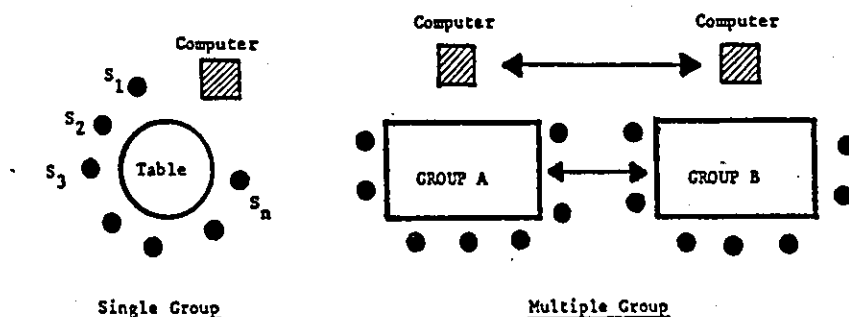 Computer
S1
S2
S3
Table
Sn
Single Group
Computer
Computer
GROUP A
GROUP B
Multiple Group